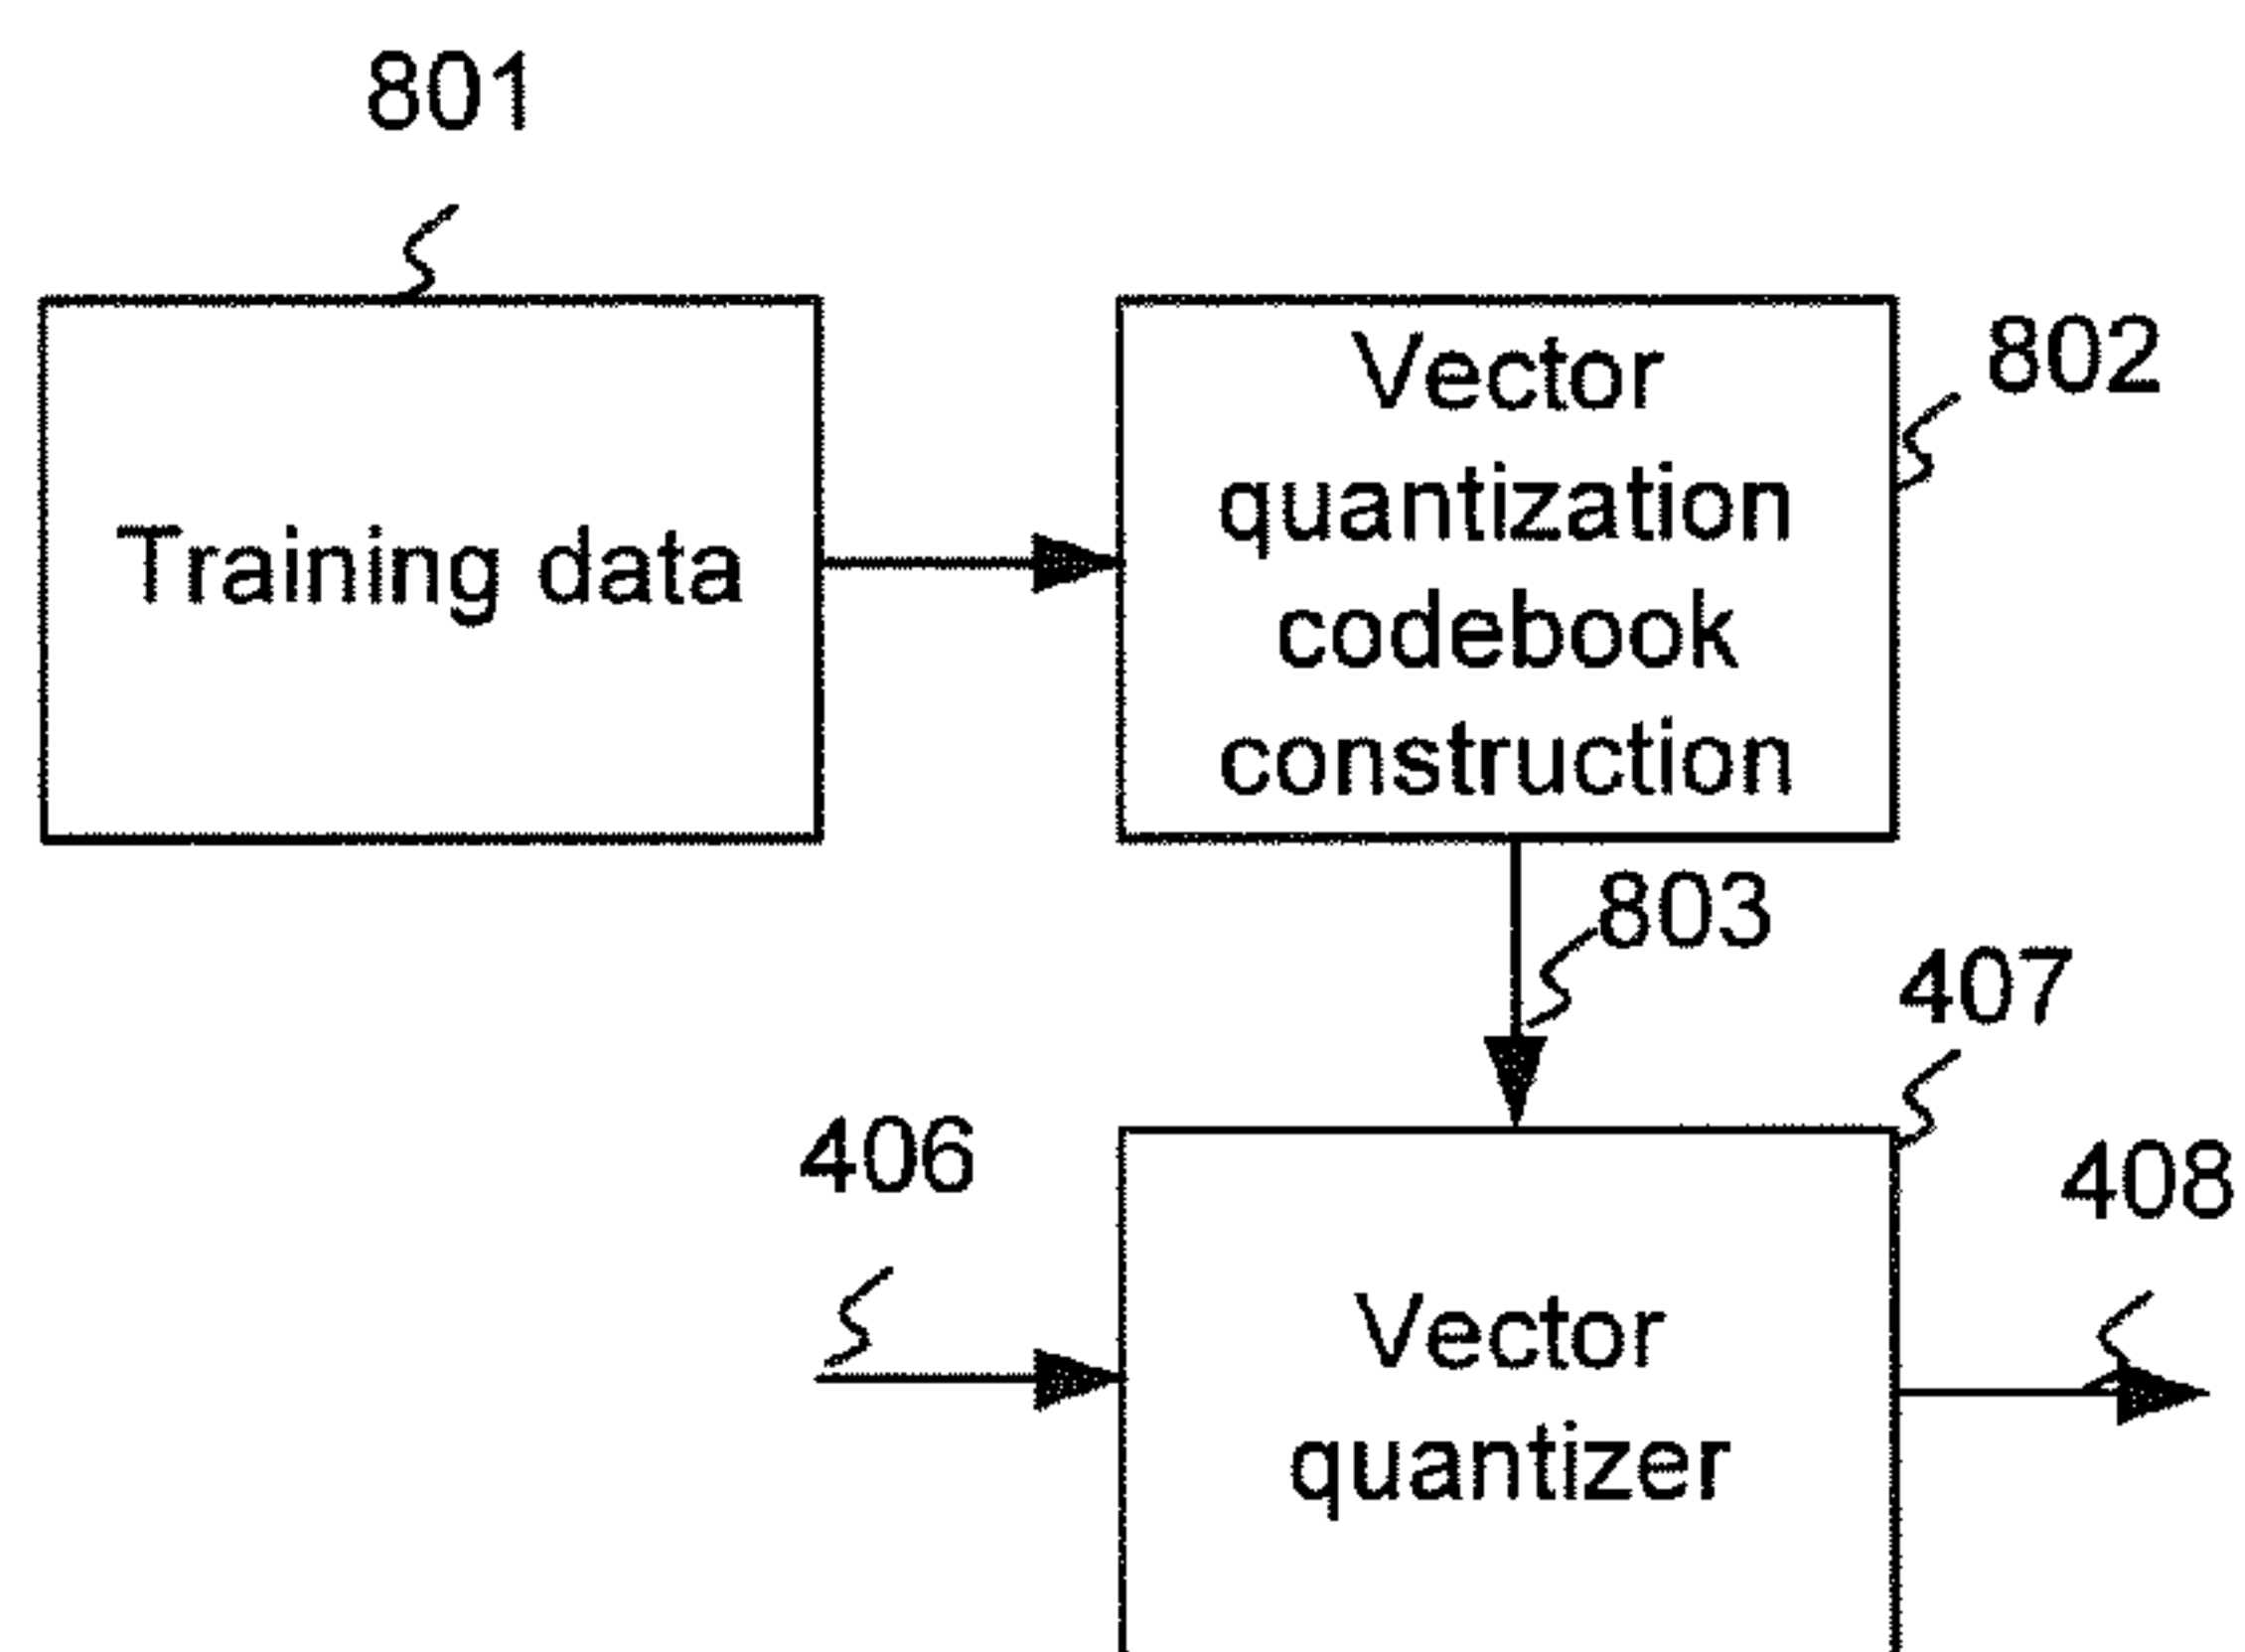 801
802
Training data
Vector
quantization
codebook
construction
803
407
406
408
Vector
quantizer